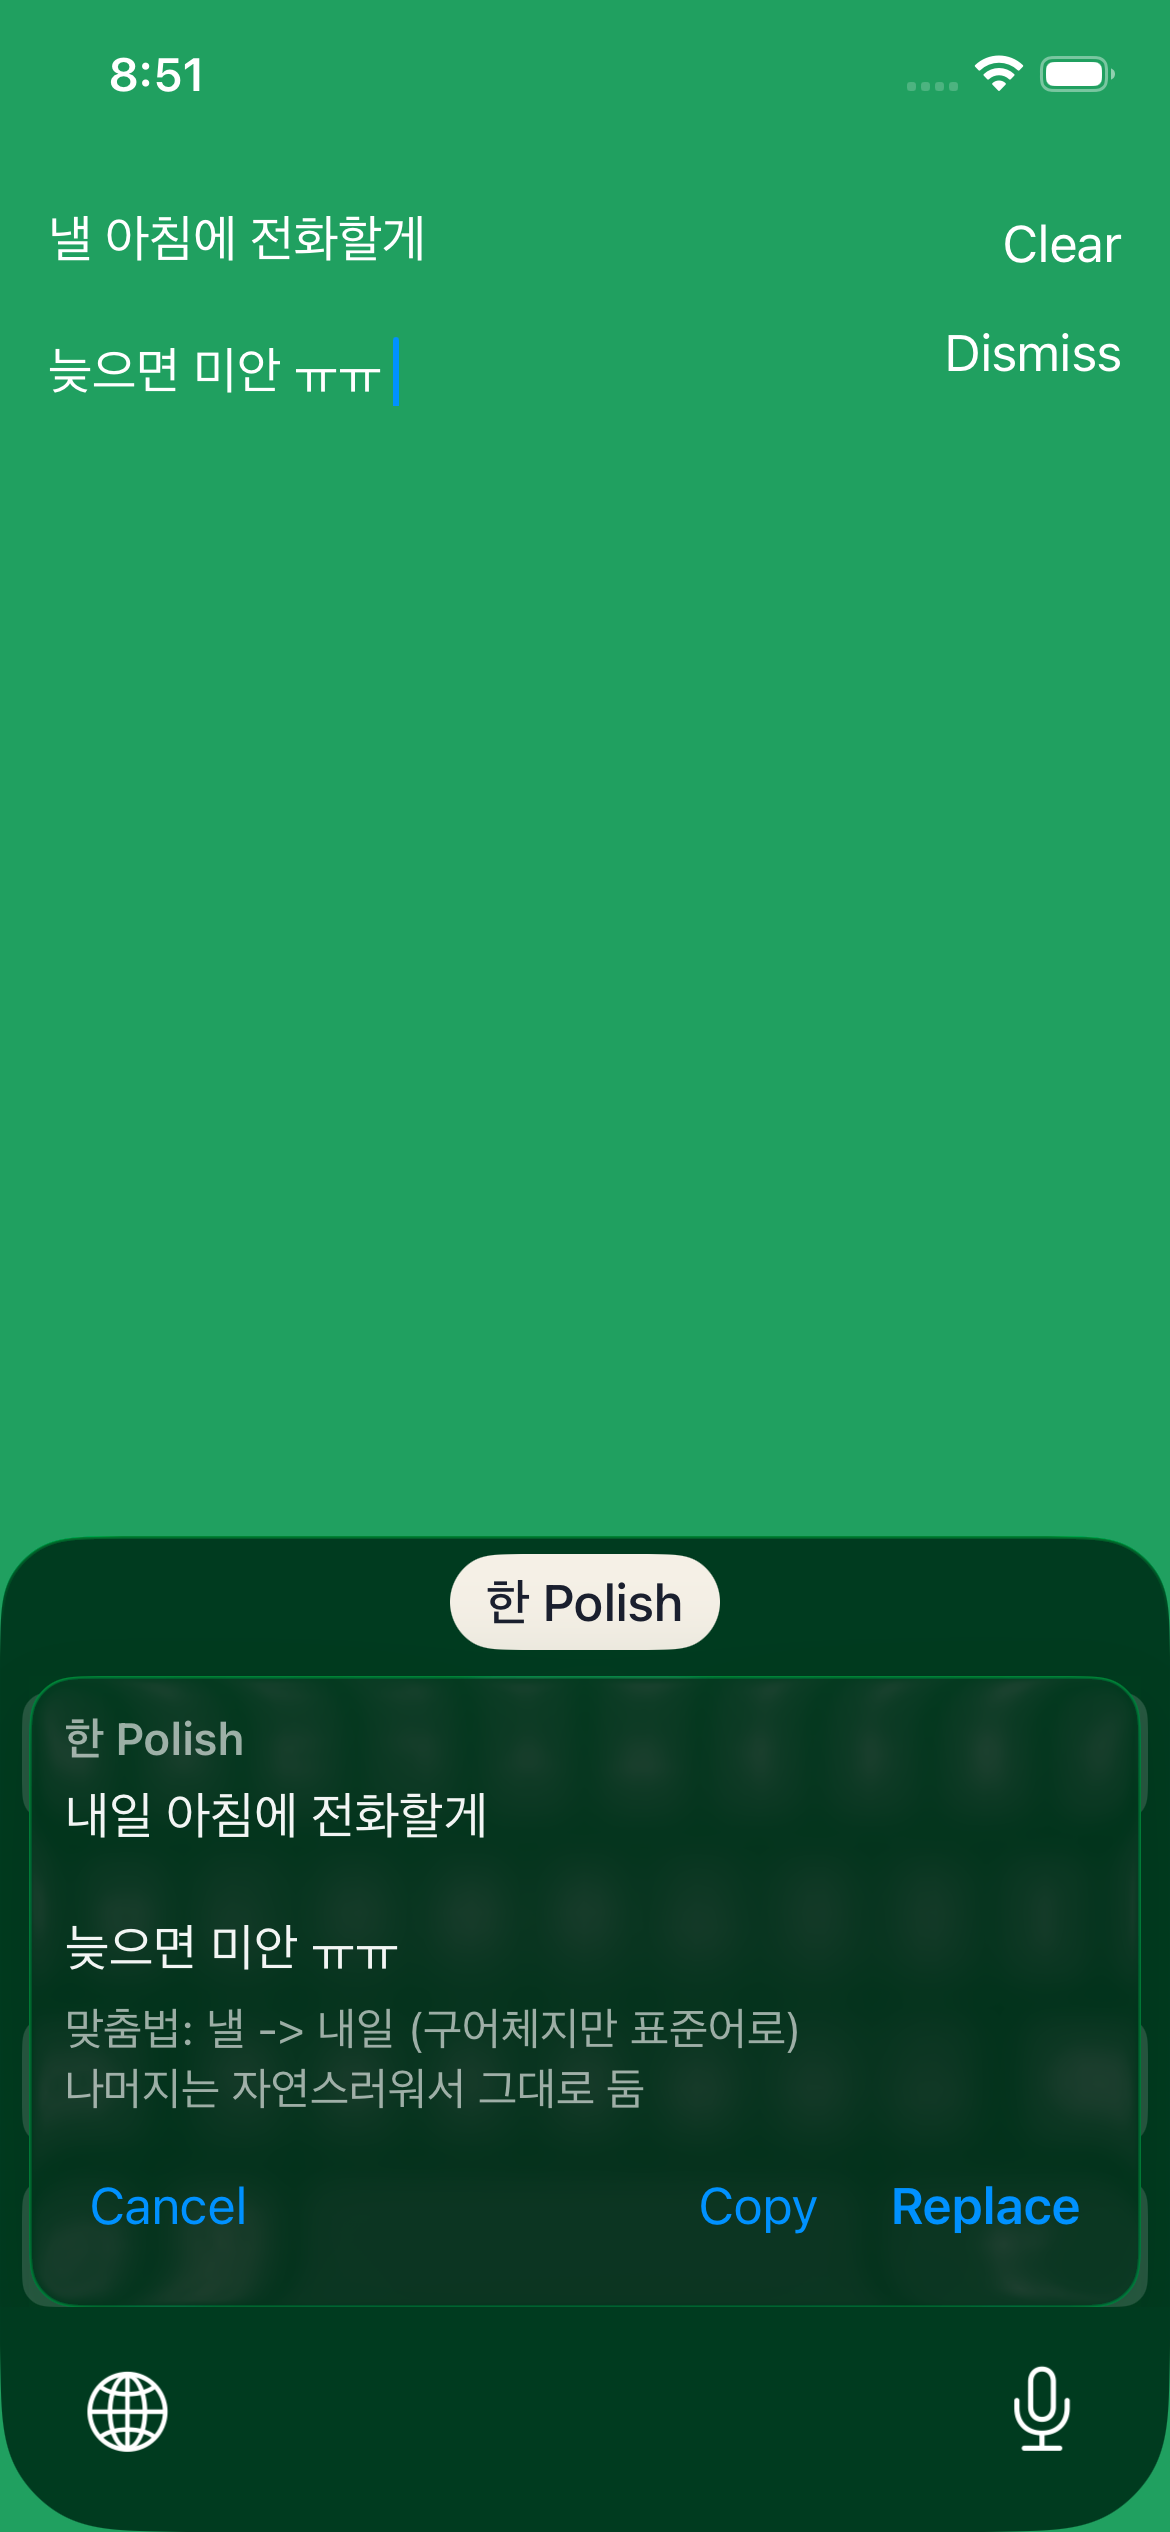 8:51
낼 아침에 전화할게
Clear
늦으면 미안 ㅠㅠ
Dismiss
한 Polish
한 Polish
내일 아침에 전화할게
늦으면 미안 ㅠㅠ
맞춤법: 낼 -> 내일 (구어체지만 표준어로)
나머지는 자연스러워서 그대로 둠
Cancel
Copy
Replace